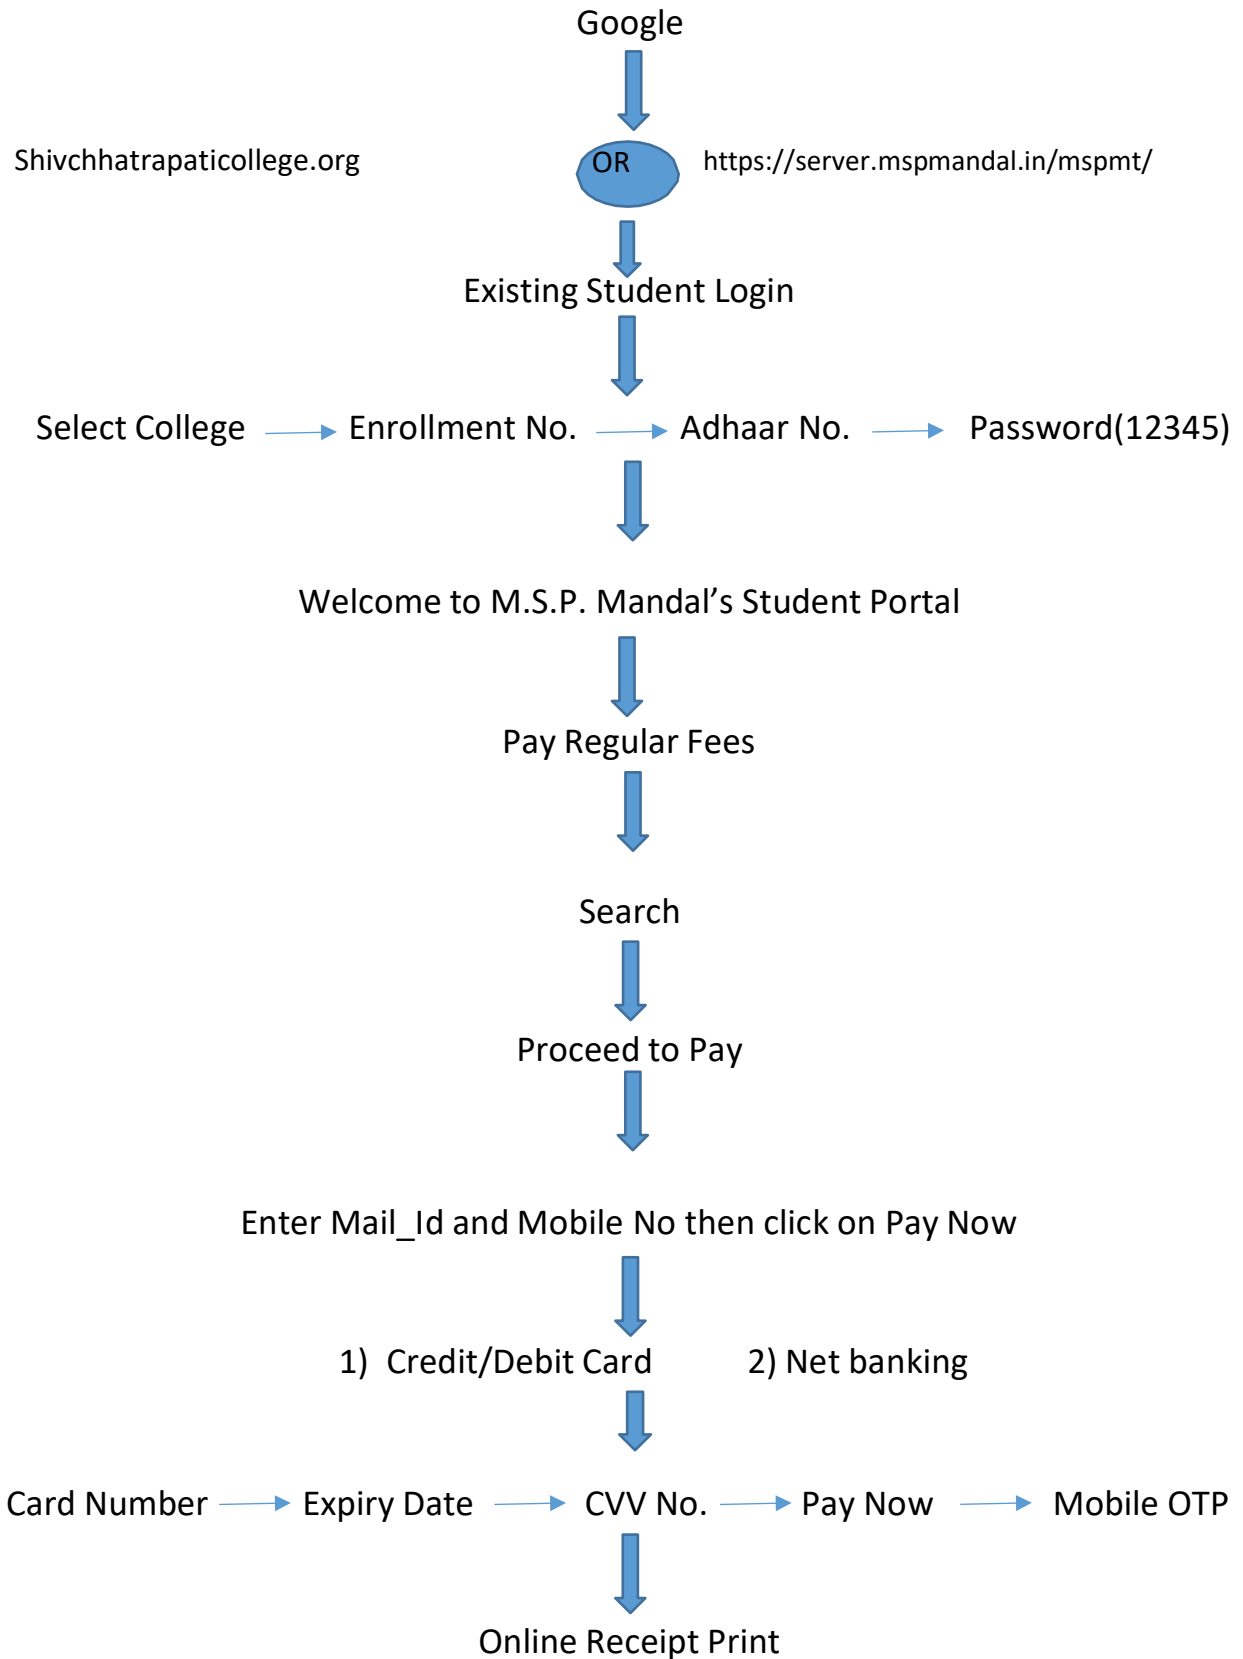 Google
Shivchhatrapaticollege.org OR https://server.mspmandal.in/mspmt/
Existing Student Login
Select College Enrollment No. Adhaar No. Password(12345)
Welcome to M.S.P. Mandal’s Student Portal
Pay Regular Fees
Search
Proceed to Pay
Enter Mail_Id and Mobile No then click on Pay Now
1) Credit/Debit Card 2) Net banking
Card Number Expiry Date CVV No. Pay Now Mobile OTP
Online Receipt Print